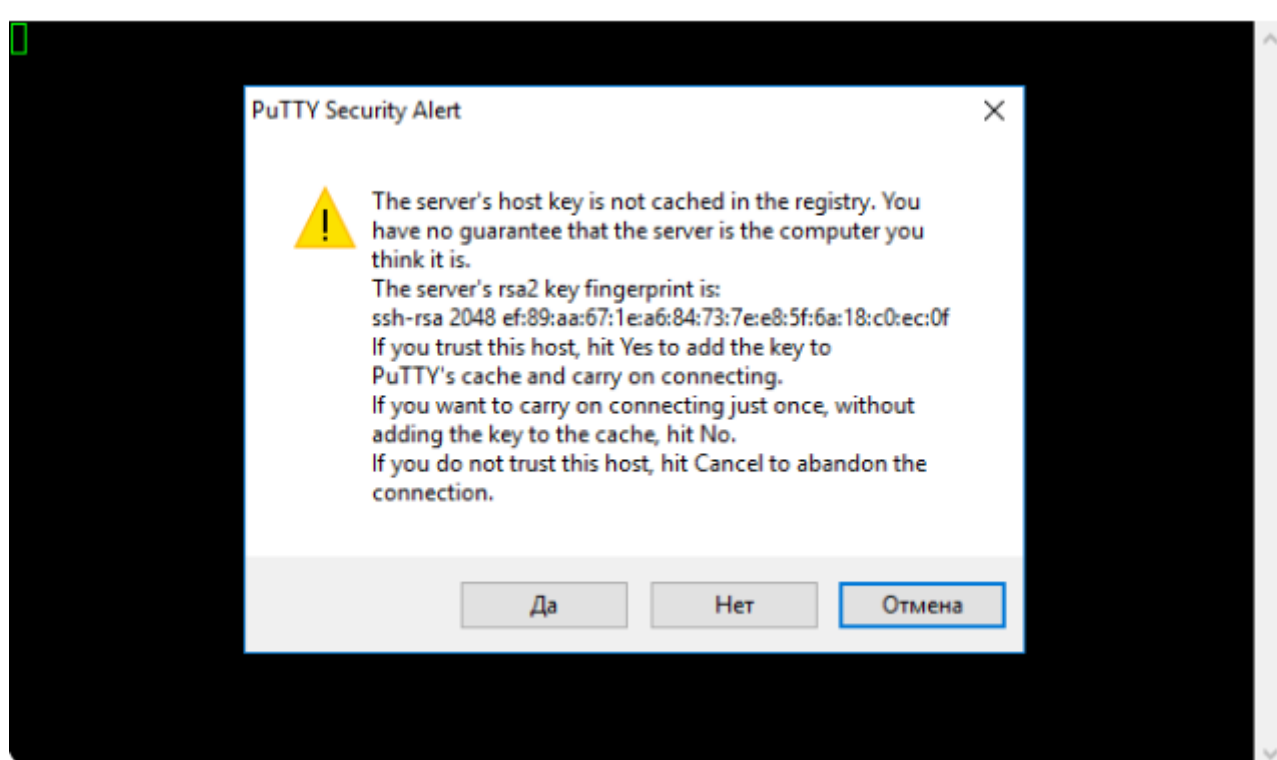 PuTTY Security Alert
The server's host key is not cached in the registry. You
have no guarantee that the server is the computer you
think it is.
The server's rsa2 key fingerprint is:
ssh-rsa 2048 ef:89:aa:67:1e:a6:84:73:7e:e8:5f:6a:18:c0:ec:0f
If you trust this host, hit Yes to add the key to
PuTTY's cache and carry on connecting.
If you want to carry on connecting just once, without
adding the key to the cache, hit No.
If you do not trust this host, hit Cancel to abandon the
connection.
Да Нет Отмена